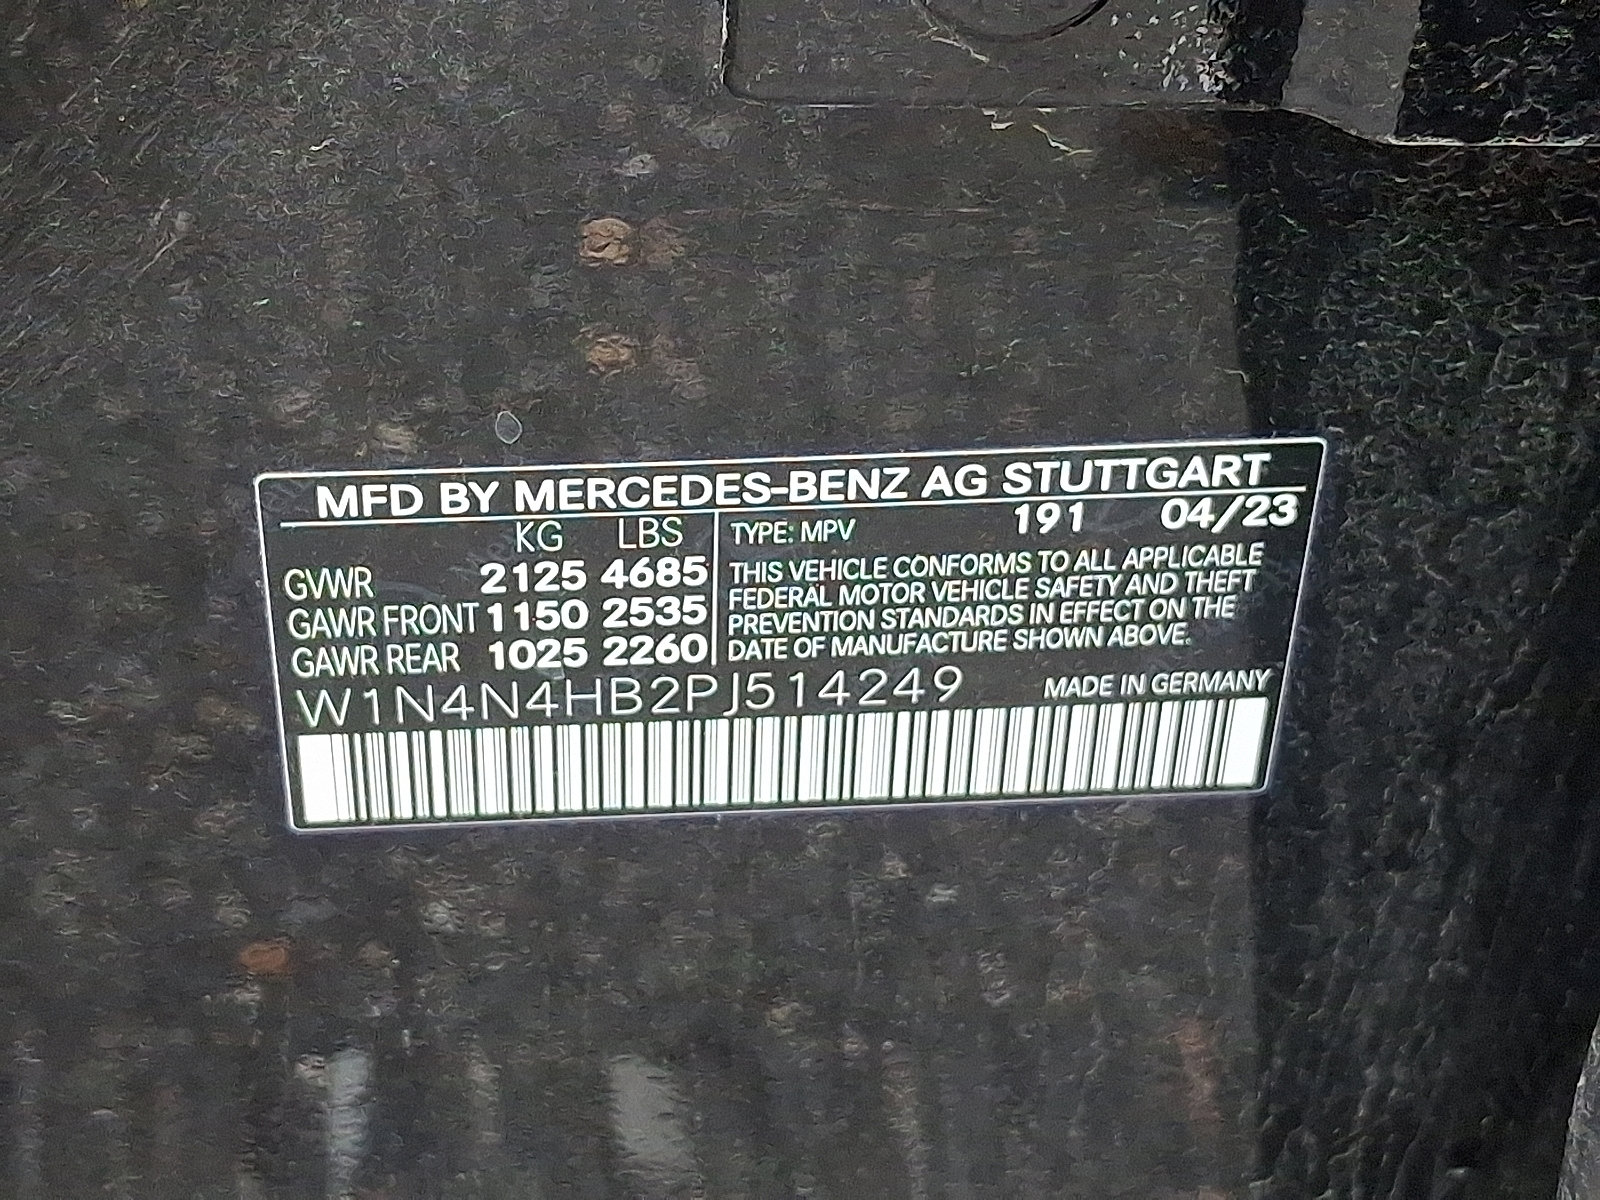 MFD BY MERCEDES-BENZ AG STUTTGART
KG LBS
GVWR 2125 4685
GAWR FRONT 1150 2535
GAWR REAR 1025 2260
TYPE: MPV 191 04/23
THIS VEHICLE CONFORMS TO ALL APPLICABLE
FEDERAL MOTOR VEHICLE SAFETY AND THEFT
PREVENTION STANDARDS IN EFFECT ON THE
DATE OF MANUFACTURE SHOWN ABOVE.
W1N4N4HB2PJ514249
MADE IN GERMANY